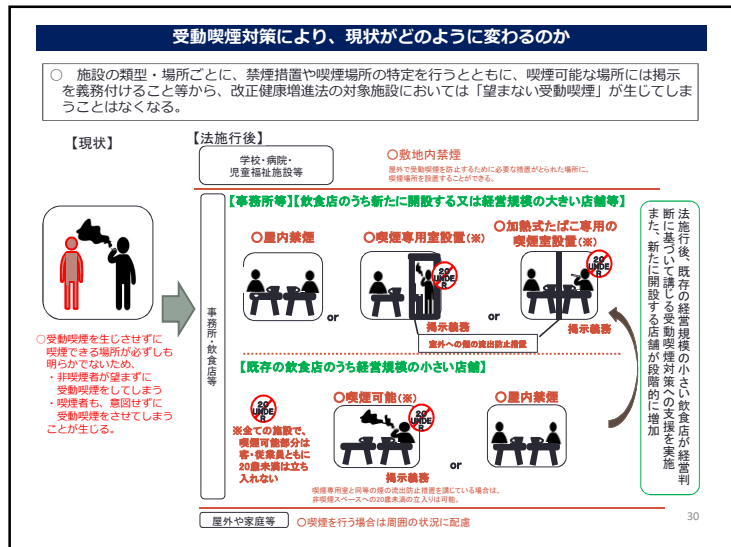 受動喫煙対策により、現状がどのように変わるのか
○　施設の類型・場所ごとに、禁煙措置や喫煙場所の特定を行うとともに、喫煙可能な場所には掲示
を義務付けること等から、改正健康増進法の対象施設においては「望まない受動喫煙」が生じてしま
うことはなくなる。
【現状】
○受動喫煙を生じさせずに
喫煙できる場所が必ずしも
明らかでないため、
・非喫煙者が望まずに
受動喫煙をしてしまう
・喫煙者も、意図せずに
受動喫煙をさせてしまう
ことが生じる。
【法施行後】
学校・病院・
児童福祉施設等
○敷地内禁煙
屋外で受動喫煙を防止するために必要な措置がとられた場所に、
喫煙場所を設置することができる。
事務所・飲食店等
【事務所等】【飲食店のうち新たに開設する又は経営規模の大きい店舗等】
○屋内禁煙
or
○喫煙専用室設置(※)
20
UNDE
R
掲示義務
or
○加熱式たばこ専用の
喫煙室設置(※)
20
UNDE
R
掲示義務
室外への煙の流出防止措置
【既存の飲食店のうち経営規模の小さい店舗】
20
UNDE
R
※全ての施設で、
喫煙可能部分は
客・従業員ともに
20歳未満は立ち
入れない
○喫煙可能(※)
20
UNDE
R
掲示義務
or
○屋内禁煙
喫煙専用室と同等の煙の流出防止措置を講じている場合は、
非喫煙スペースへの20歳未満の立入りは可能。
法施行後、既存の経営規模の小さい飲食店が経営判
断に基づいて講じる受動喫煙対策への支援を実施
また、新たに開設する店舗が段階的に増加
屋外や家庭等
○喫煙を行う場合は周囲の状況に配慮
30